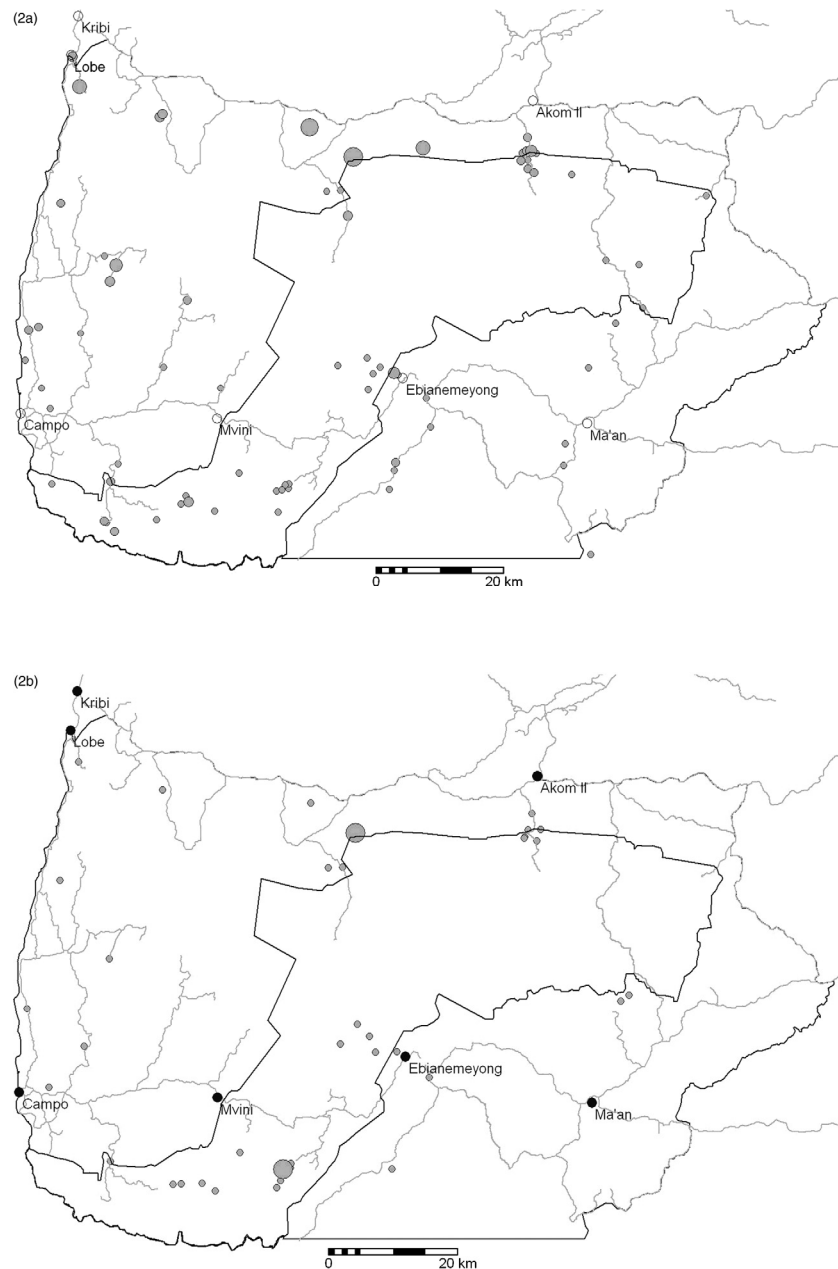 (2a)
Kribi
Lobe
Akom II
Ebianemeyong
Campo
Mvini
Ma'an
0 20 km
(2b)
Kribi
Lobe
Akom II
Ebianemeyong
Campo
Mvini
Ma'an
0 20 km